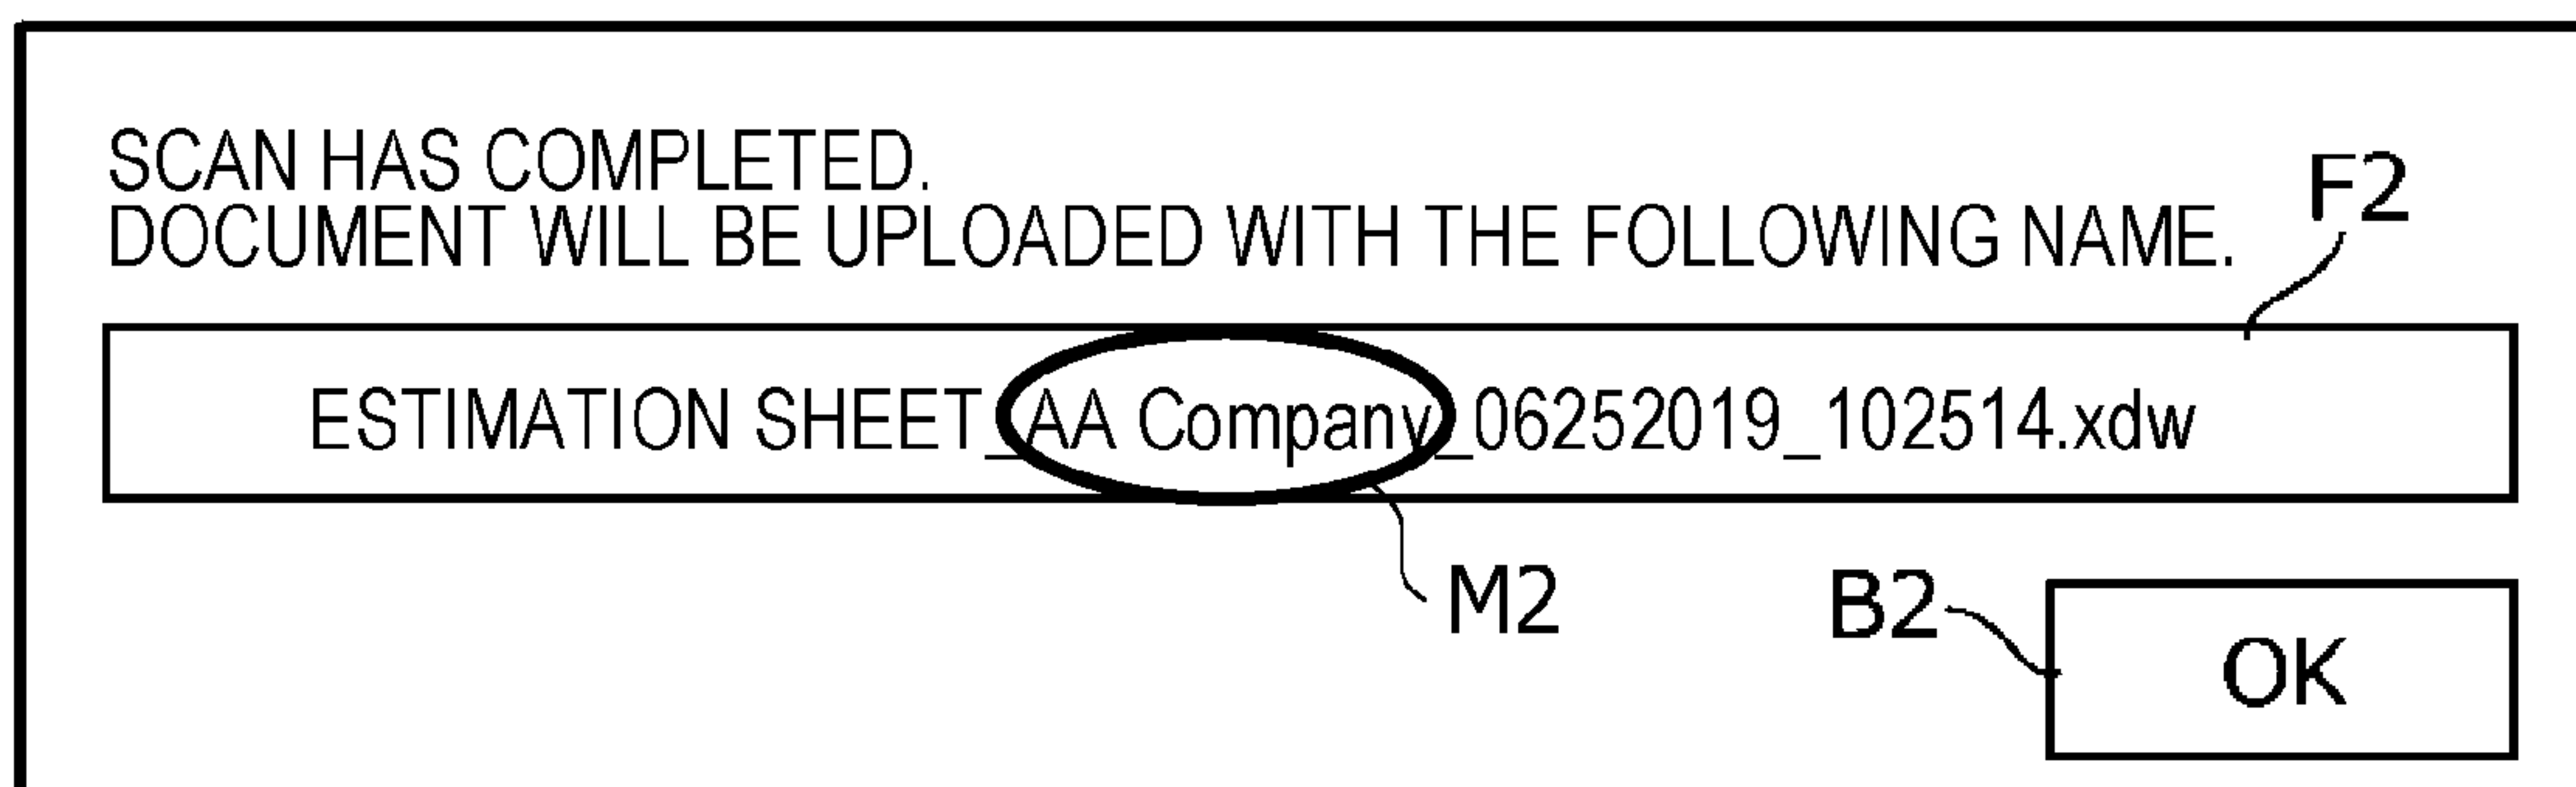 SCAN HAS COMPLETED.
DOCUMENT WILL BE UPLOADED WITH THE FOLLOWING NAME.
F2
ESTIMATION SHEET_AA Company_06252019_102514.xdw
M2
B2
OK